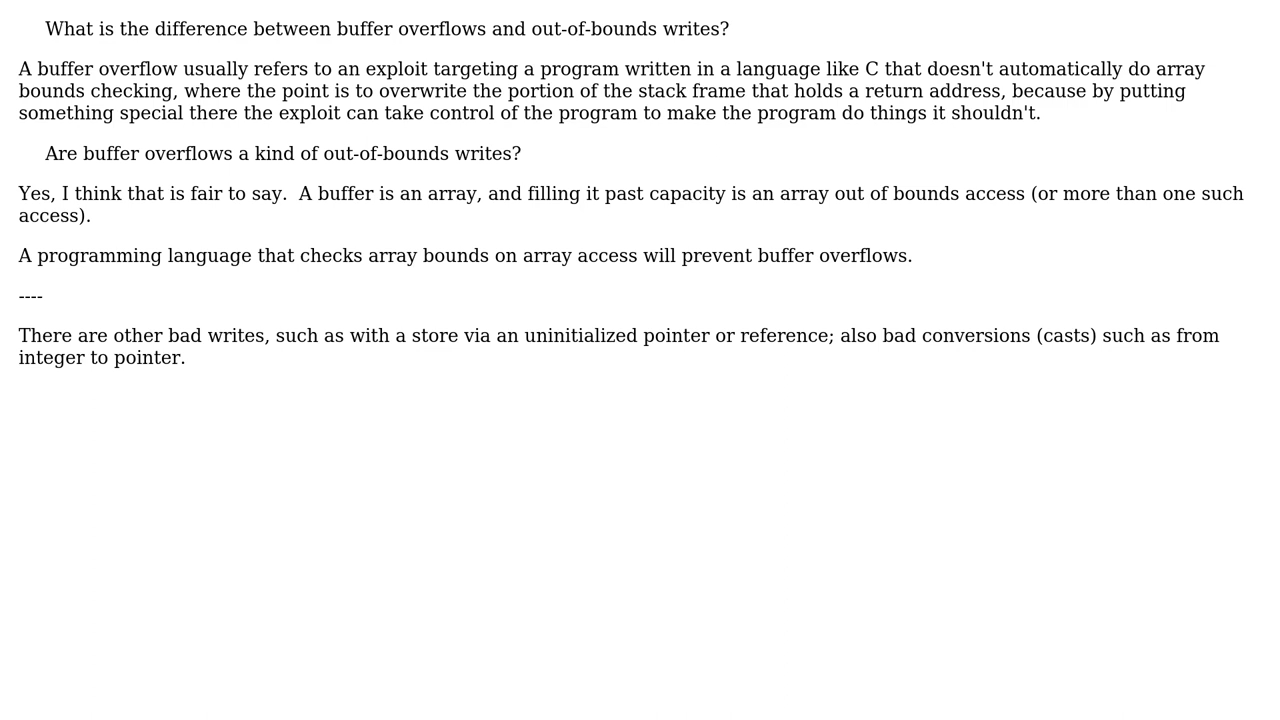 What is the difference between buffer overflows and out-of-bounds writes?
A buffer overflow usually refers to an exploit targeting a program written in a language like C that doesn't automatically do array
bounds checking, where the point is to overwrite the portion of the stack frame that holds a return address, because by putting
something special there the exploit can take control of the program to make the program do things it shouldn't.
Are buffer overflows a kind of out-of-bounds writes?
Yes, I think that is fair to say.  A buffer is an array, and filling it past capacity is an array out of bounds access (or more than one such
access).
A programming language that checks array bounds on array access will prevent buffer overflows.
----
There are other bad writes, such as with a store via an uninitialized pointer or reference; also bad conversions (casts) such as from
integer to pointer.